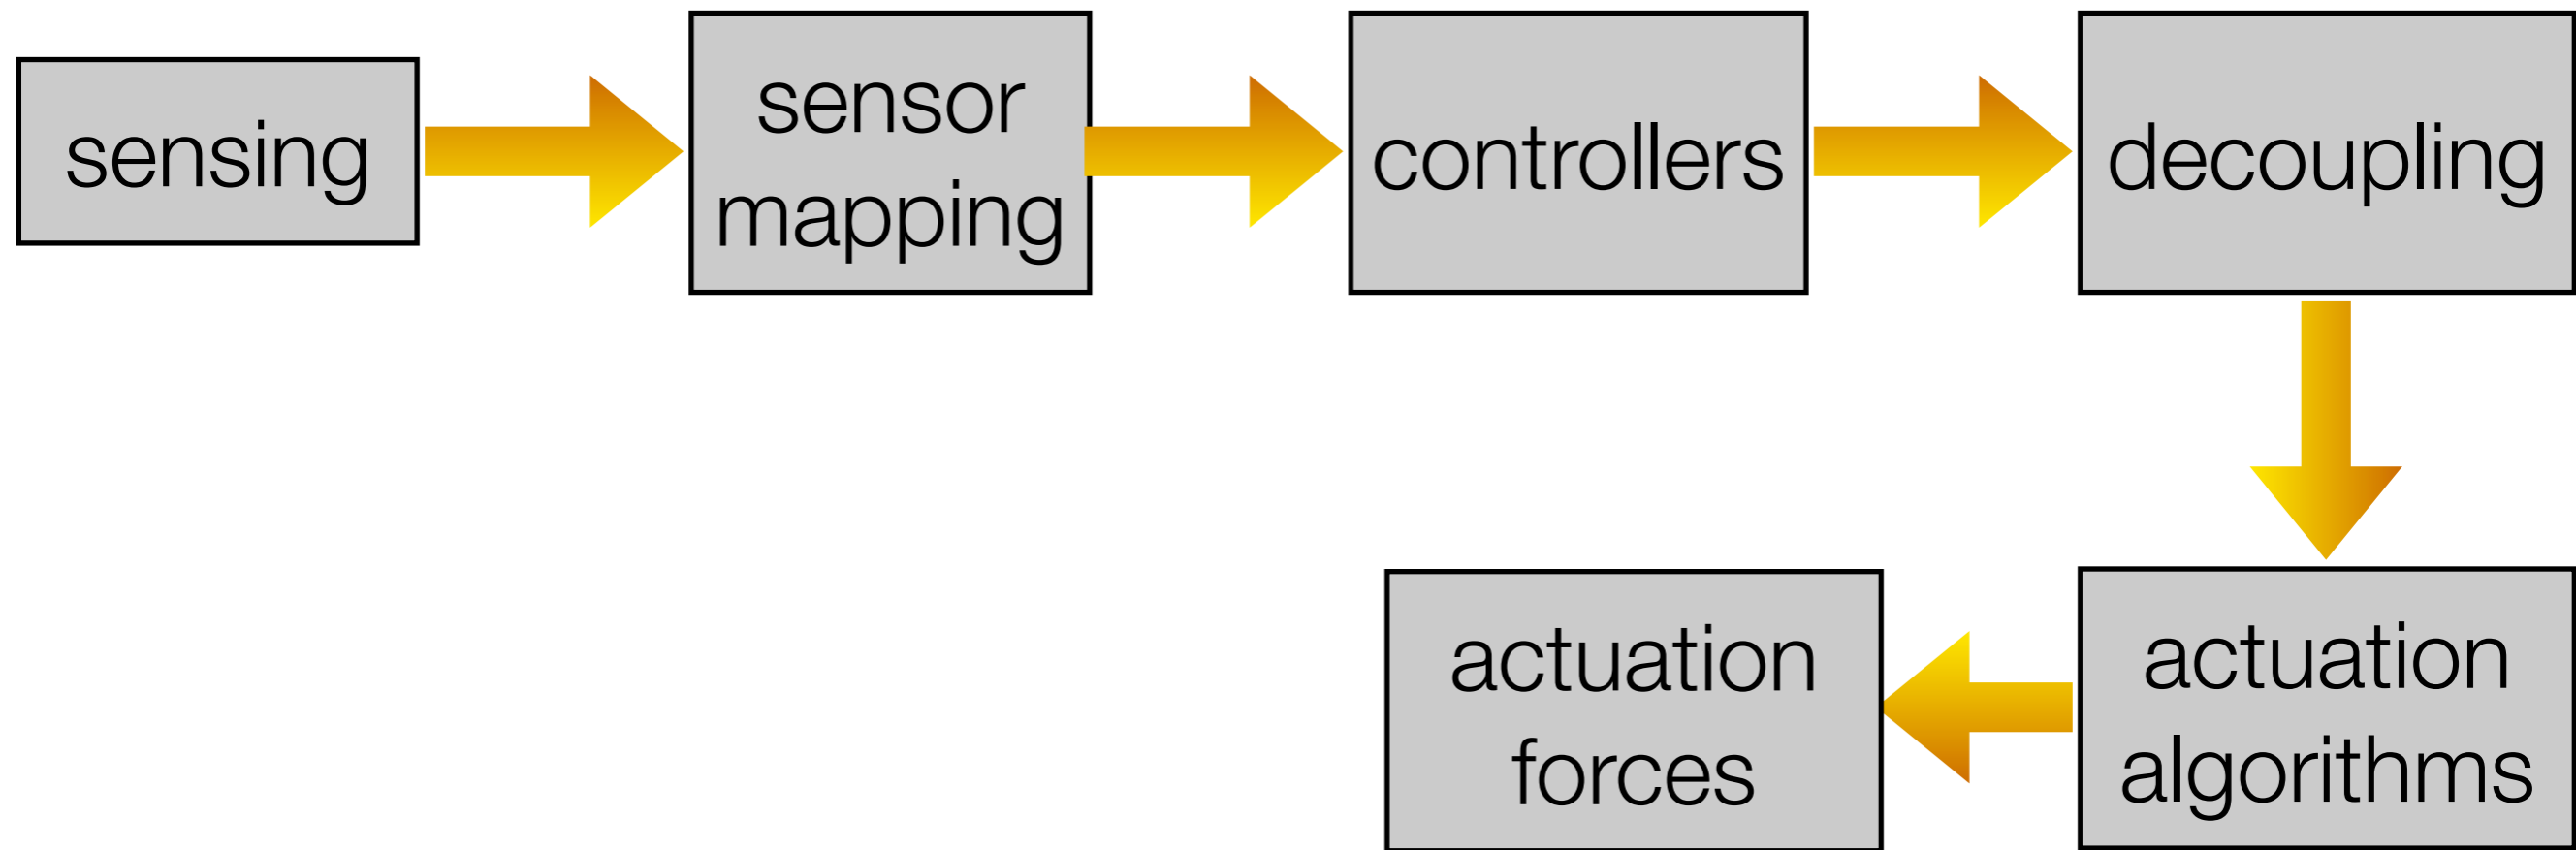 sensing
sensor
mapping
controllers
decoupling
actuation
algorithms
actuation
forces